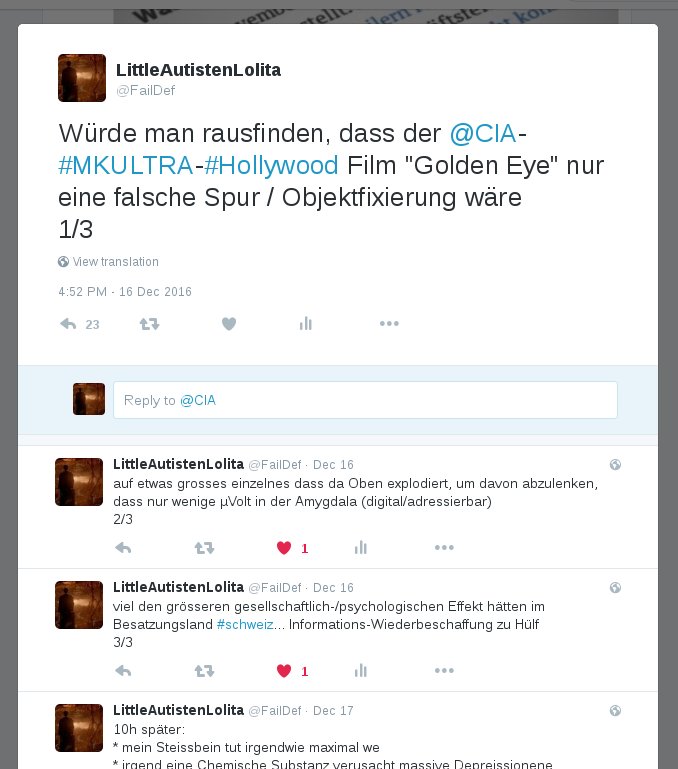 LittleAutistenLolita
@FailDef
Würde man rausfinden, dass der @CIA-
#MKULTRA-#Hollywood Film "Golden Eye" nur
eine falsche Spur / Objektfixierung wäre
1/3
View translation
4:52 PM - 16 Dec 2016
23
Reply to @CIA
LittleAutistenLolita @FailDef · Dec 16
auf etwas grosses einzelnes dass da Oben explodiert, um davon abzulenken,
dass nur wenige µVolt in der Amygdala (digital/adressierbar)
2/3
1
LittleAutistenLolita @FailDef · Dec 16
viel den grösseren gesellschaftlich-/psychologischen Effekt hätten im
Besatzungsland #schweiz... Informations-Wiederbeschaffung zu Hülf
3/3
1
LittleAutistenLolita @FailDef · Dec 17
10h später:
* mein Steissbein tut irgendwie maximal we
* irgend eine Chemische Substanz verusacht massive Depreissionene